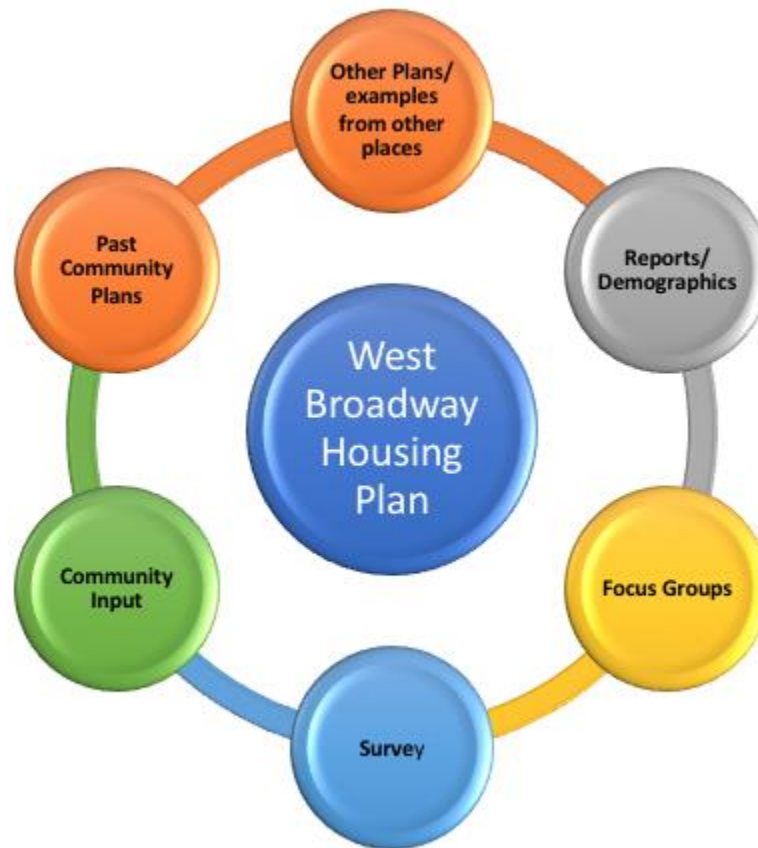 Other Plans/
examples
from other
places
Reports/
Demographics
Focus Groups
Survey
Community
Input
Past
Community
Plans
West
Broadway
Housing
Plan